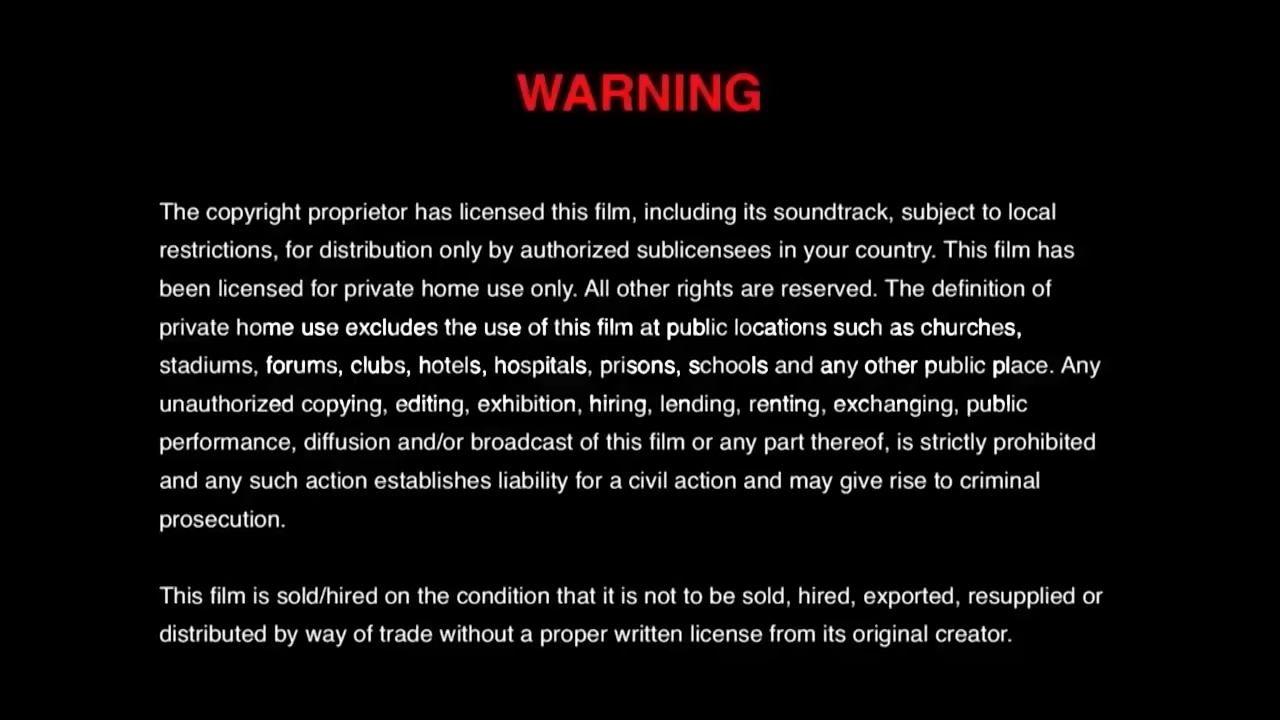 WARNING
The copyright proprietor has licensed this film, including its soundtrack, subject to local
restrictions, for distribution only by authorized sublicensees in your country. This film has
been licensed for private home use only. All other rights are reserved. The definition of
private home use excludes the use of this film at public locations such as churches,
stadiums, forums, clubs, hotels, hospitals, prisons, schools and any other public place. Any
unauthorized copying, editing, exhibition, hiring, lending, renting, exchanging, public
performance, diffusion and/or broadcast of this film or any part thereof, is strictly prohibited
and any such action establishes liability for a civil action and may give rise to criminal
prosecution.
This film is sold/hired on the condition that it is not to be sold, hired, exported, resupplied or
distributed by way of trade without a proper written license from its original creator.